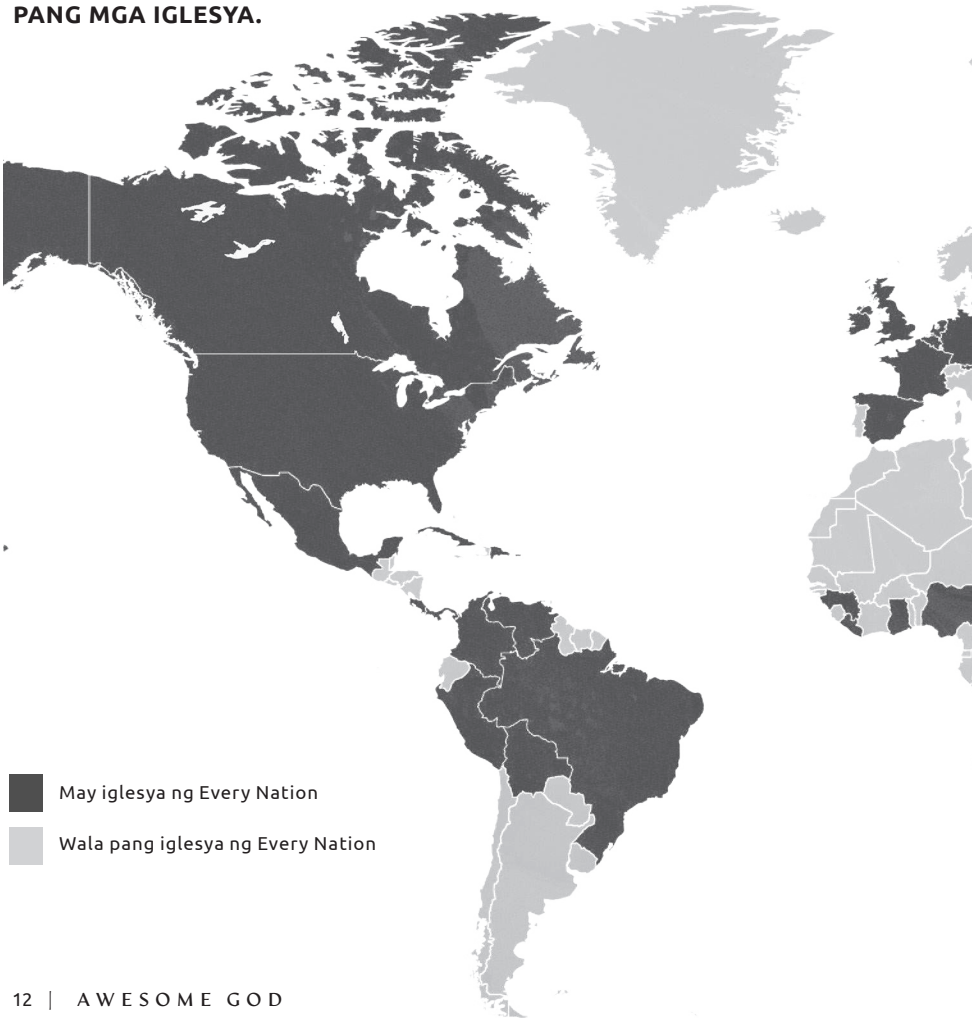 PANG MGA IGLESYA.
May iglesya ng Every Nation
Wala pang iglesya ng Every Nation
12 | AWESOME GOD